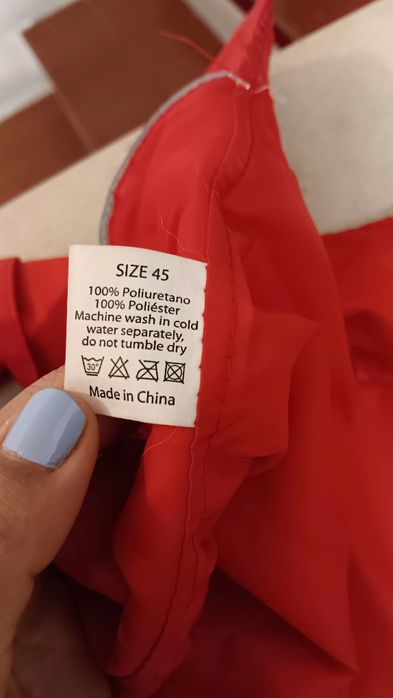 SIZE 45
100% Poliuretano
100% Poliéster
Machine wash in cold
water separately,
do not tumble dry
30°
Made in China